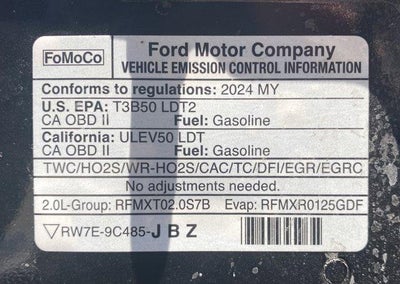 FoMoCo
Ford Motor Company
VEHICLE EMISSION CONTROL INFORMATION
Conforms to regulations: 2024 MY
U.S. EPA: T3B50 LDT2
CA OBD II Fuel: Gasoline
California: ULEV50 LDT
CA OBD II Fuel: Gasoline
TWC/HO2S/WR-HO2S/CAC/TC/DFI/EGR/EGRC
No adjustments needed.
2.0L-Group: RFMXT02.0S7B Evap: RFMXR0125GDF
RW7E-9C485-J B Z